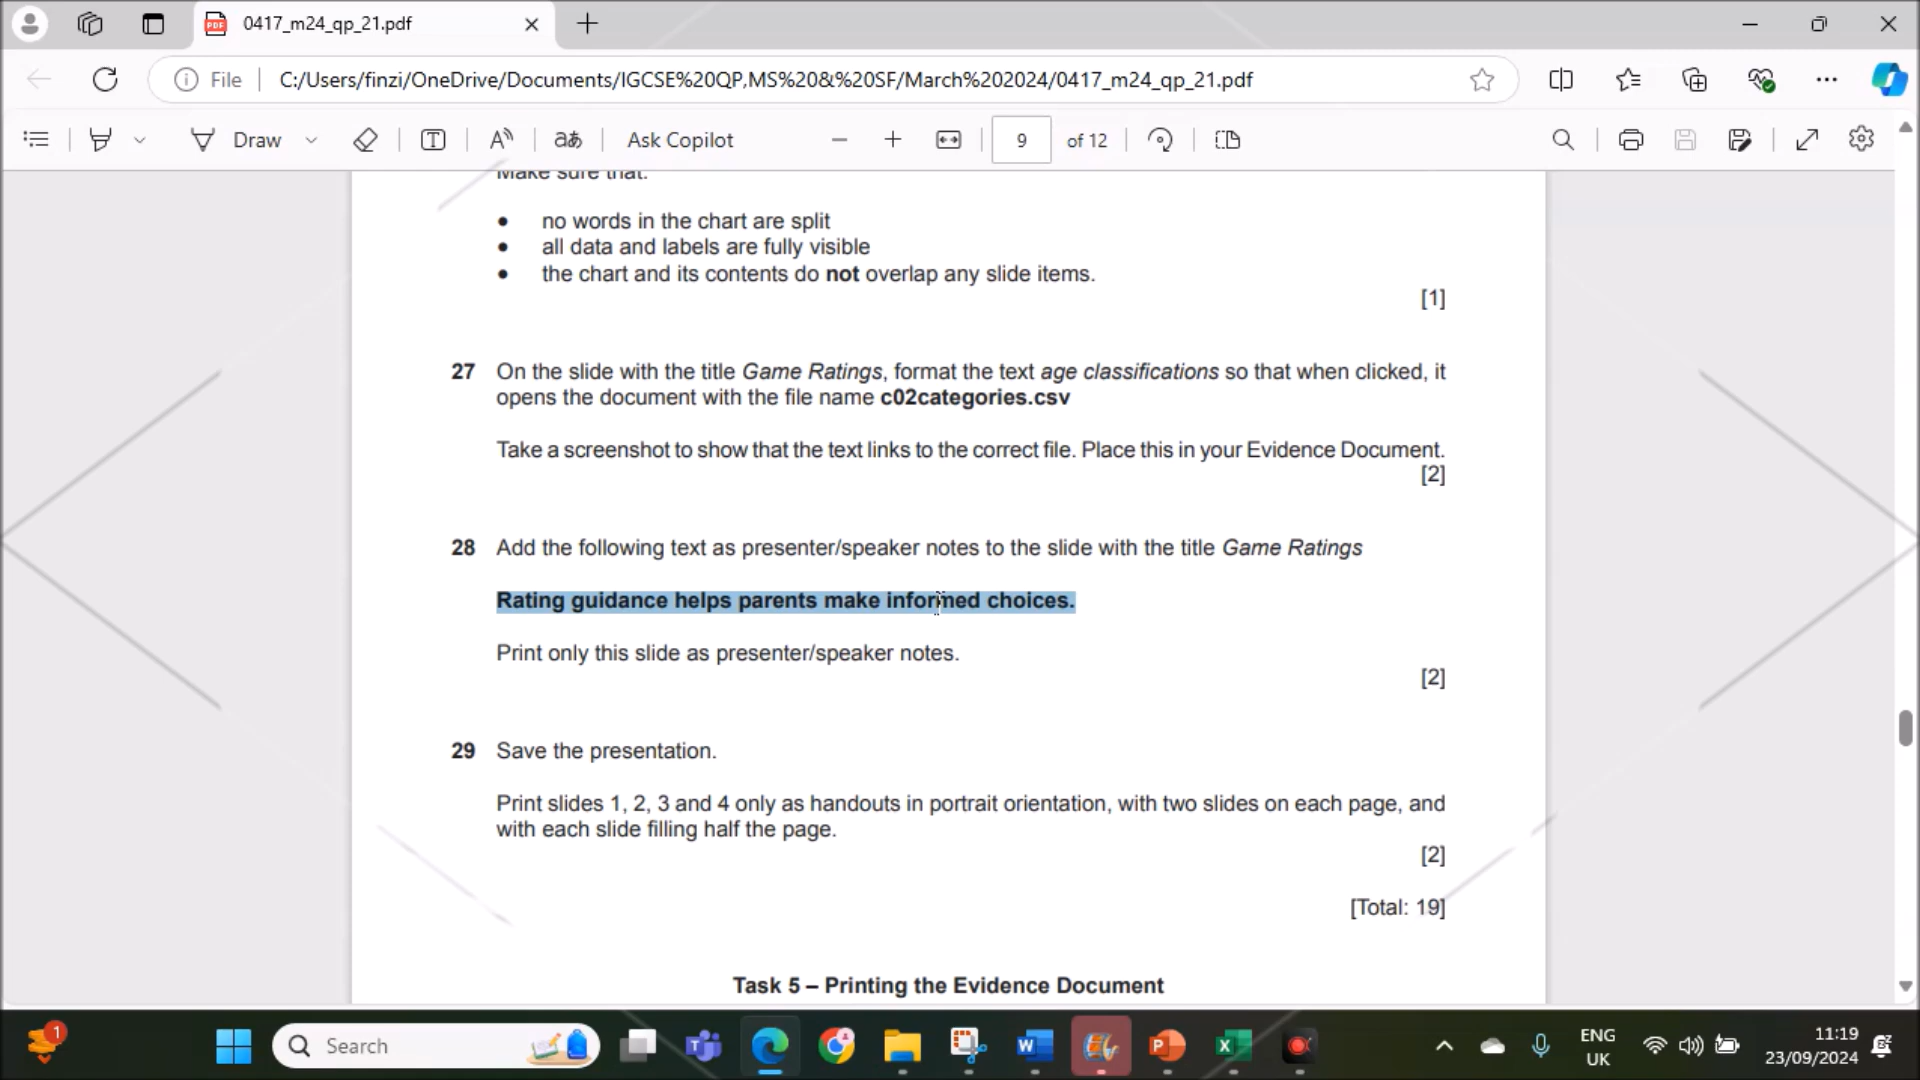 0417_m24_qp_21.pdf
File
C:/Users/finzi/OneDrive/Documents/IGCSE%20QP,MS%20&%20SF/March%202024/0417_m24_qp_21.pdf
Draw
Ask Copilot
9 of 12
Make sure that:
• no words in the chart are split
• all data and labels are fully visible
• the chart and its contents do not overlap any slide items.
[1]
27 On the slide with the title Game Ratings, format the text age classifications so that when clicked, it
opens the document with the file name c02categories.csv
Take a screenshot to show that the text links to the correct file. Place this in your Evidence Document.
[2]
28 Add the following text as presenter/speaker notes to the slide with the title Game Ratings
Rating guidance helps parents make informed choices.
Print only this slide as presenter/speaker notes.
[2]
29 Save the presentation.
Print slides 1, 2, 3 and 4 only as handouts in portrait orientation, with two slides on each page, and
with each slide filling half the page.
[2]
[Total: 19]
Task 5 – Printing the Evidence Document
1
Search
ENG
UK
11:19
23/09/2024